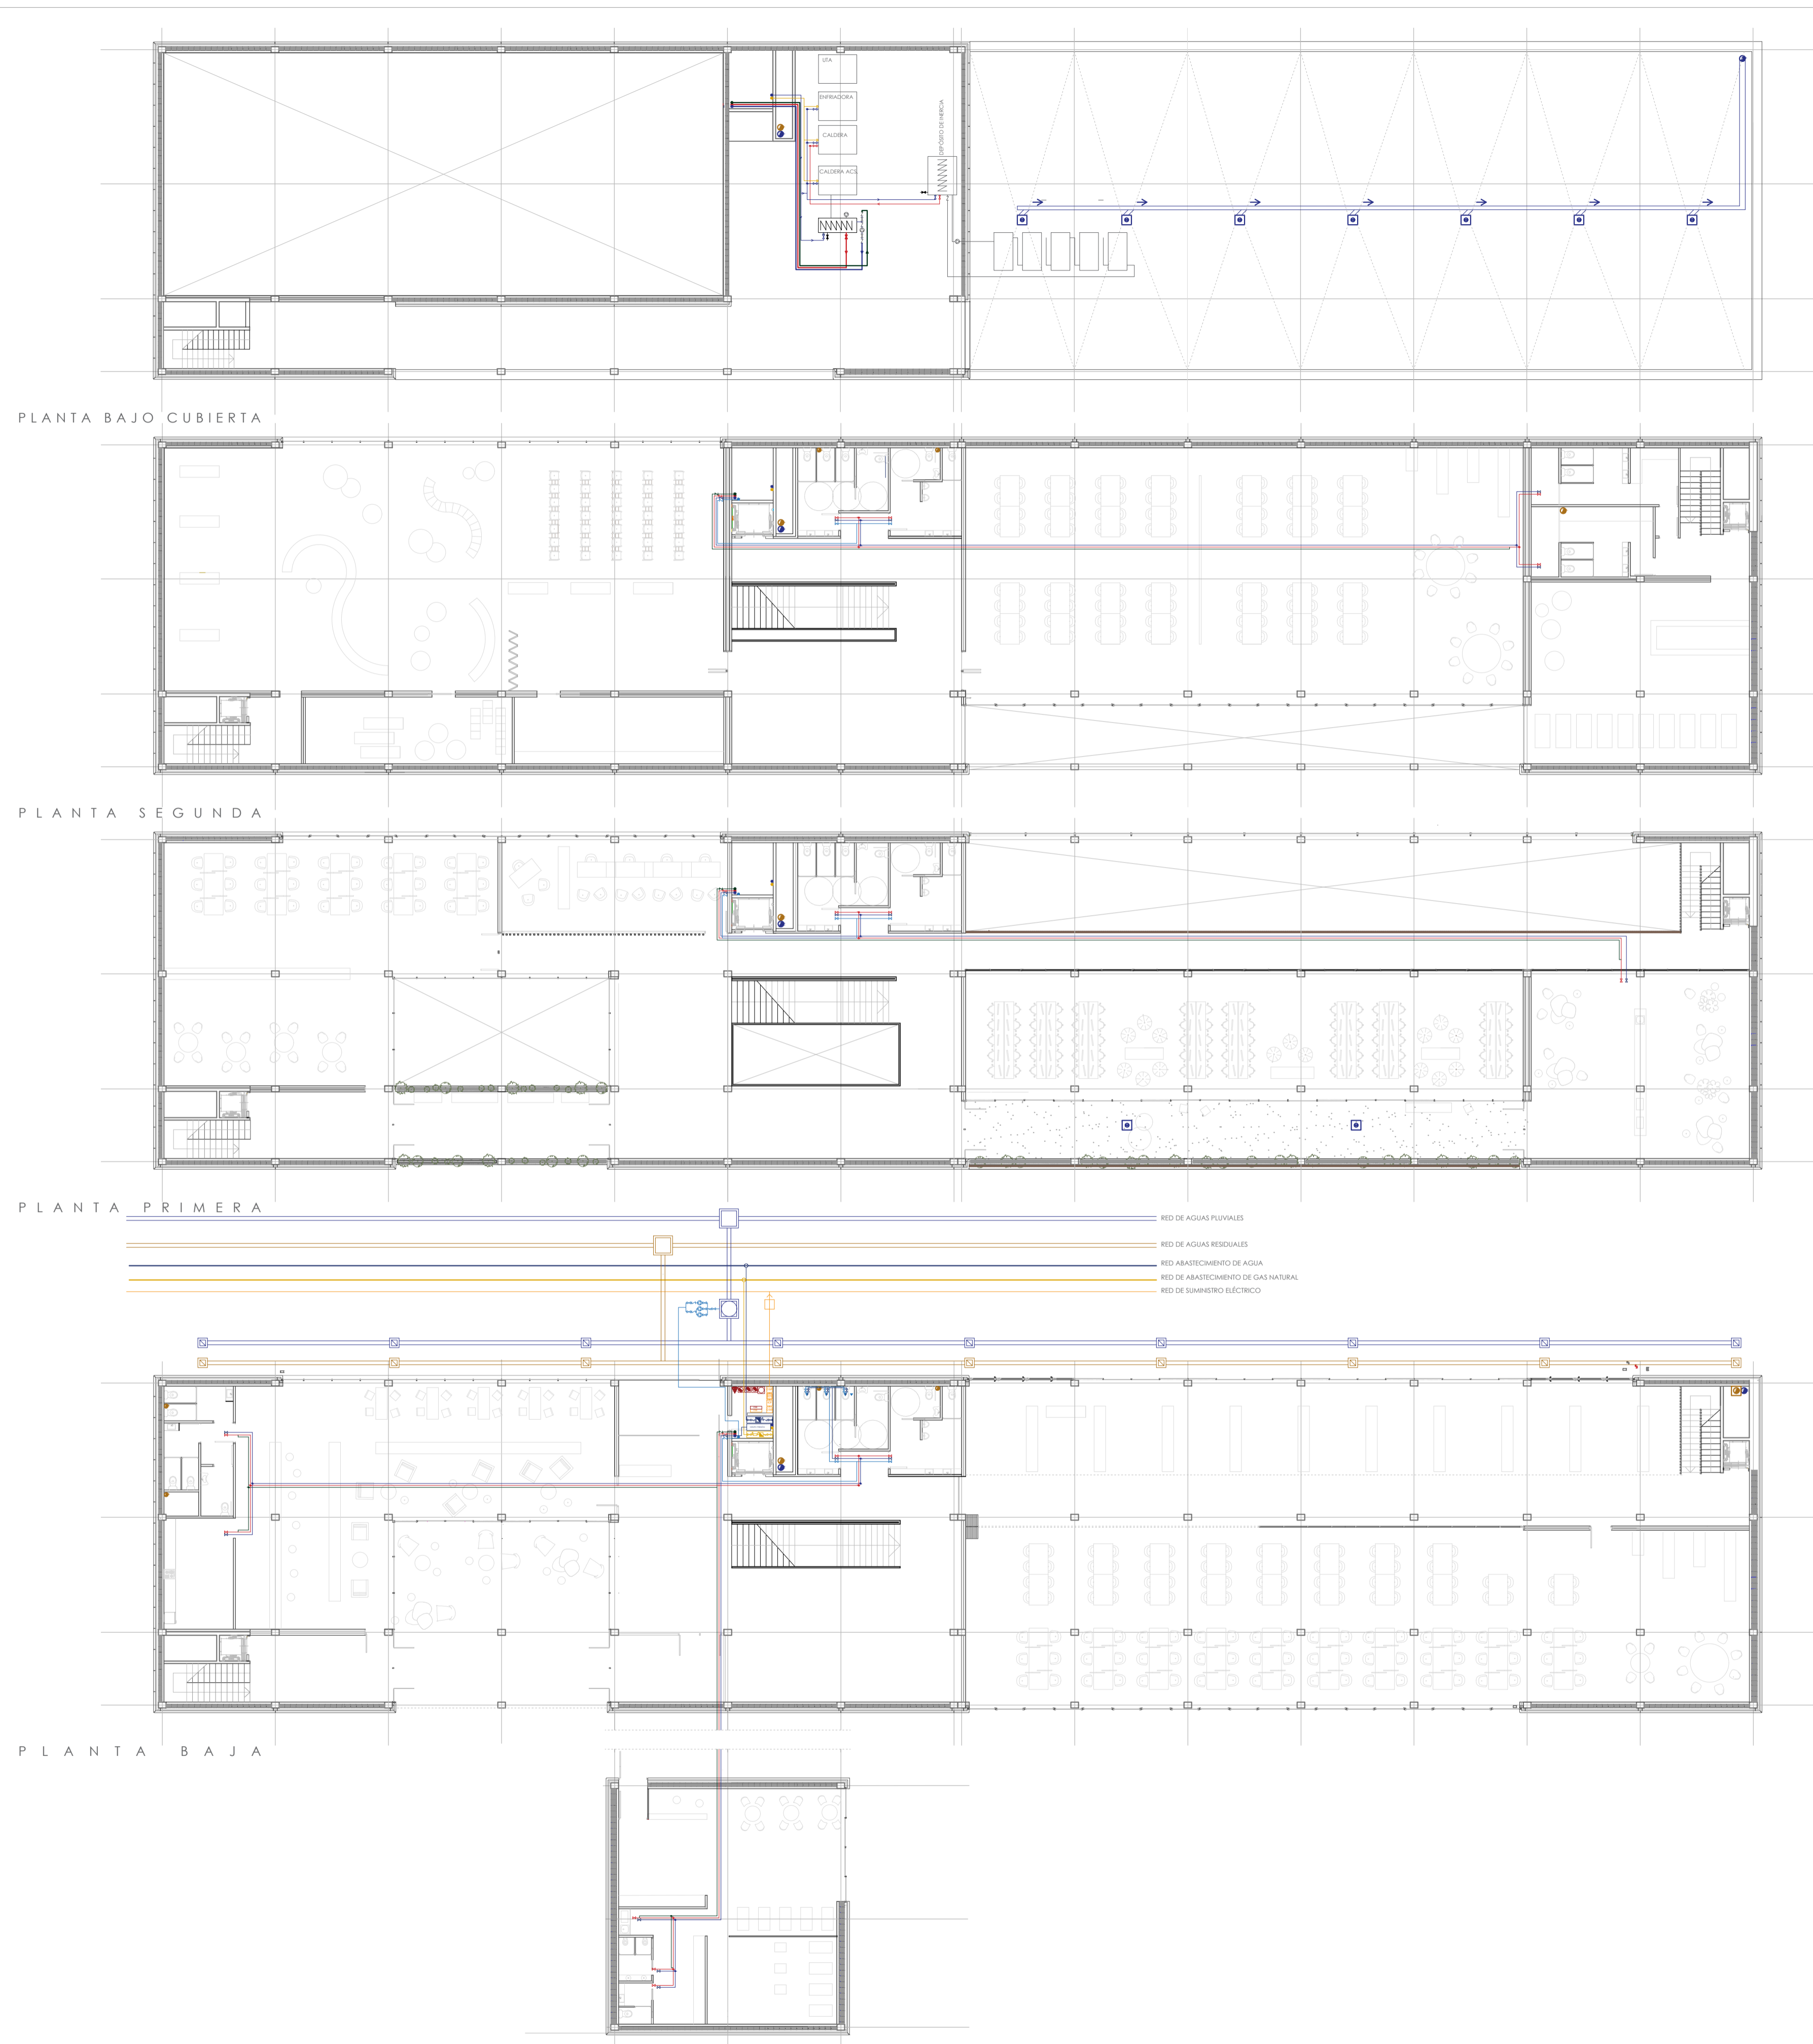 UTA
ENFRIADORA
CALDERA
CALDERA ACS.
DEPÓSITO DE INERCIA
PLANTA BAJO CUBIERTA
PLANTA SEGUNDA
PLANTA PRIMERA
RED DE AGUAS PLUVIALES
RED DE AGUAS RESIDUALES
RED ABASTECIMIENTO DE AGUA
RED DE ABASTECIMIENTO DE GAS NATURAL
RED DE SUMINISTRO ELÉCTRICO
PLANTA BAJA